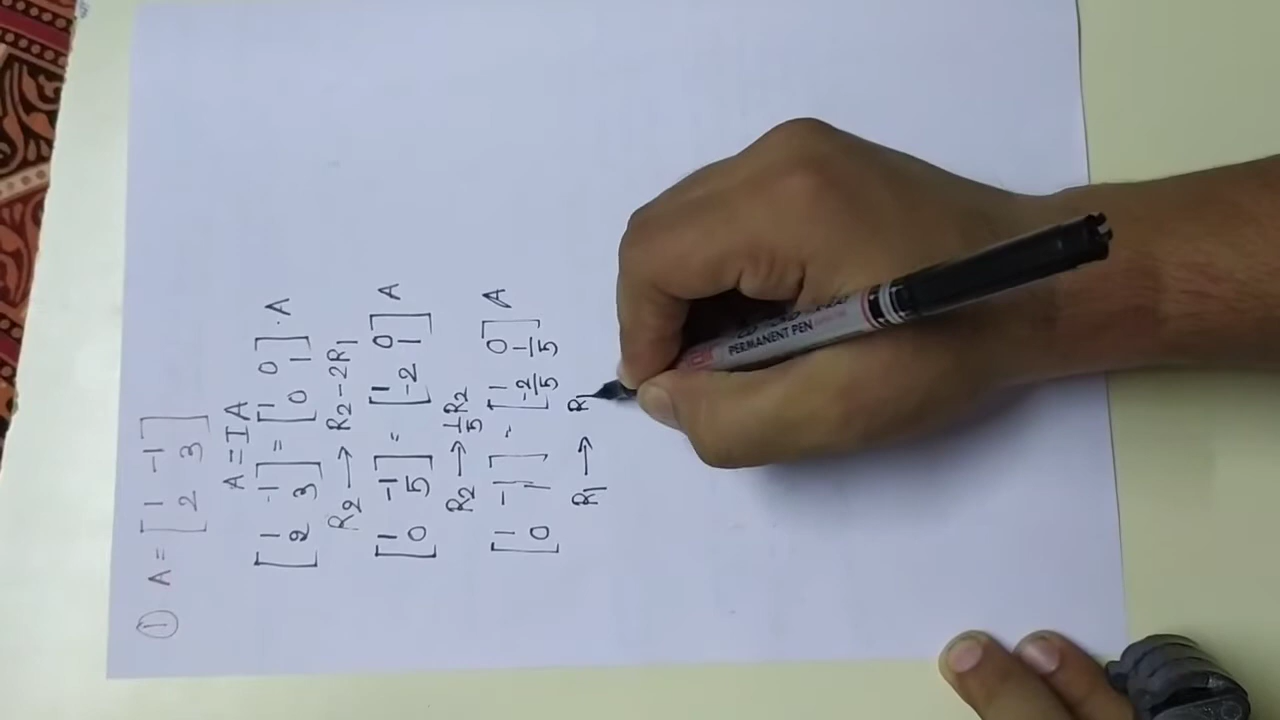 ① A = [1 -1
2 3]
A = IA
[1 -1
2 3] = [1 0
0 1] . A
R2 → R2 - 2R1
[1 -1
0 5] = [1 0
-2 1] A
R2 → 1/5 R2
[1 -1
0 1] = [1 0
-2/5 1/5] A
R1 → R1
PERMANENT PEN